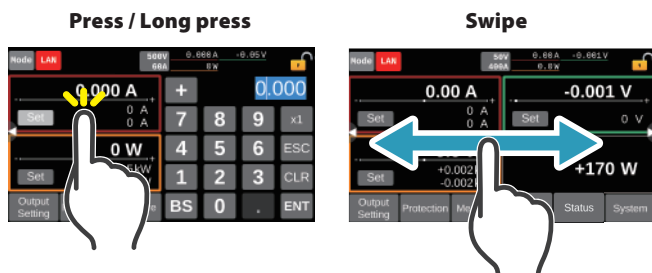 Press / Long press
Mode LAN 500V 0.000A -0.05V
60A 0W
0.000 A
+ 0.000
Set 0 A
0 A
7 8 9 x1
0 W
4 5 6 ESC
Set
1 2 3 CLR
Output
Setting
BS 0 . ENT
Swipe
Mode LAN 0.00A -0.001V
400A 0.0W
0.00 A -0.001 V
Set 0 A Set 0 V
0 A
+0.002
-0.002
Set
+170 W
Output
Setting
Protection Me Status System